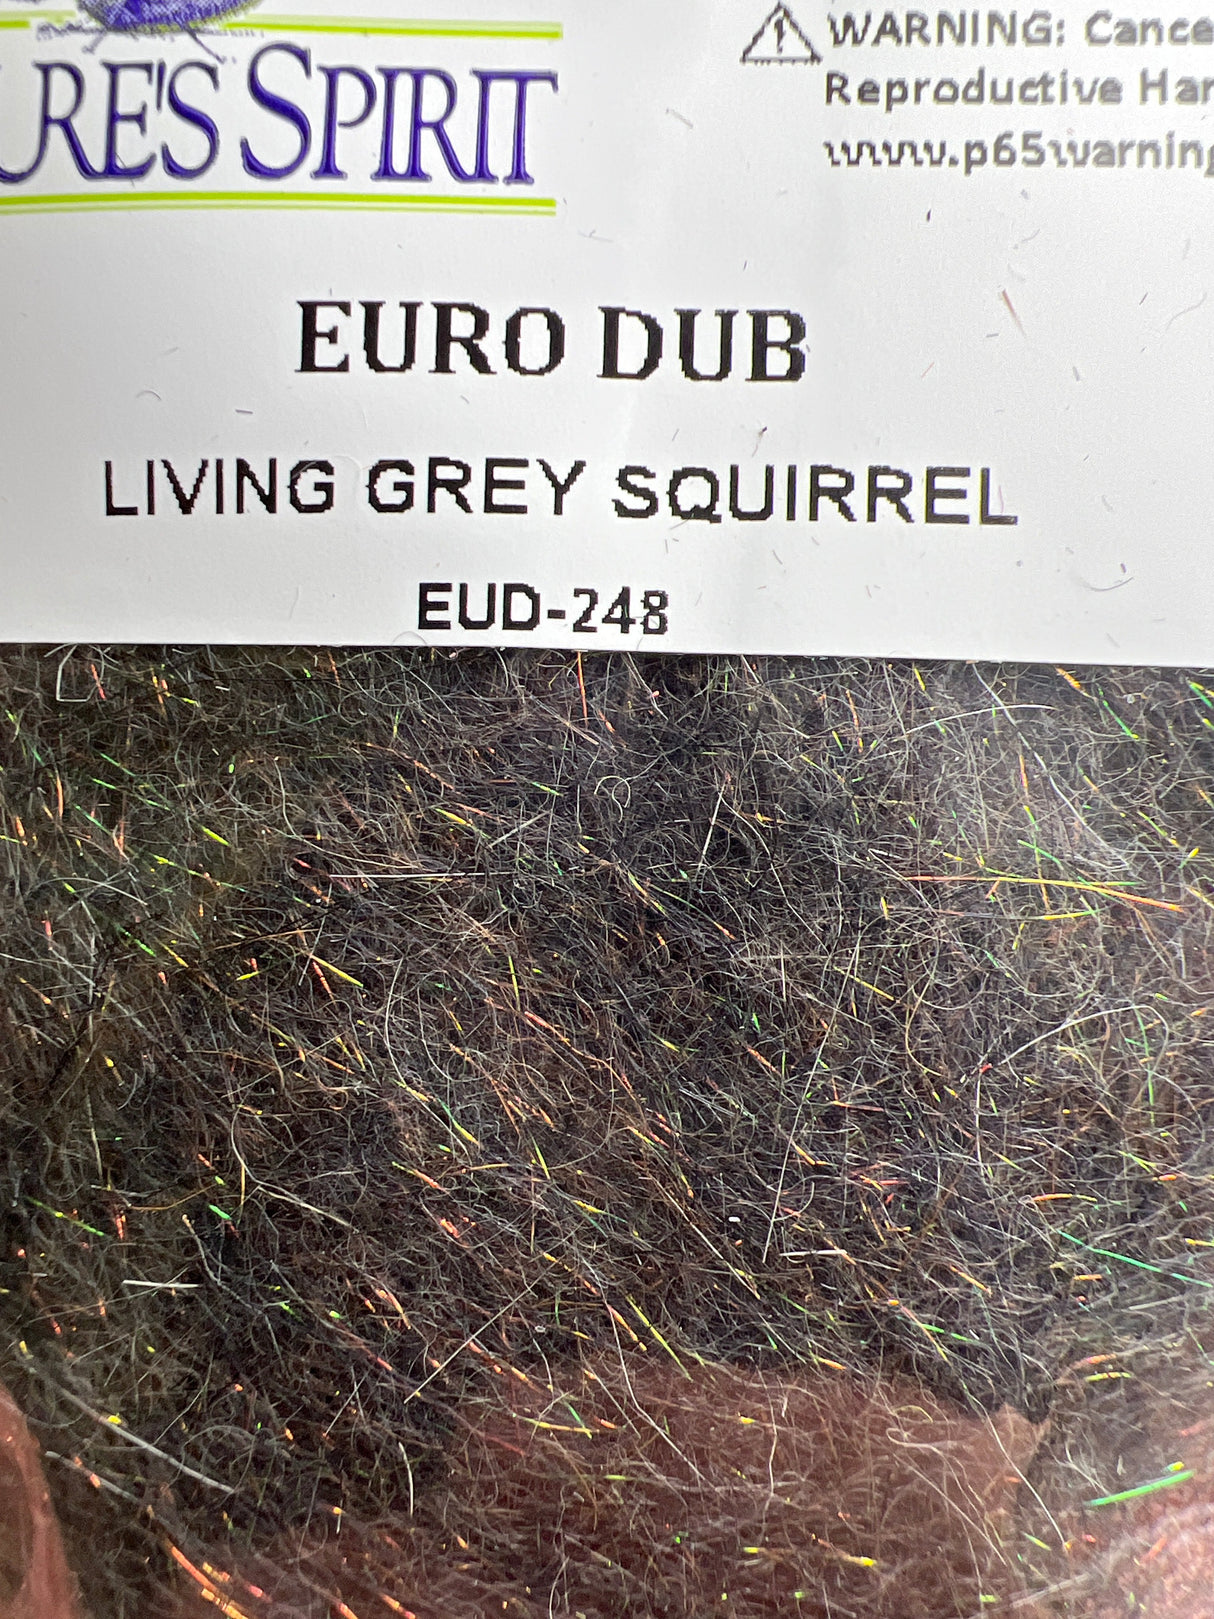 URE'S SPIRIT
WARNING: Cance
Reproductive Har
www.p65warning
EURO DUB
LIVING GREY SQUIRREL
EUD-248